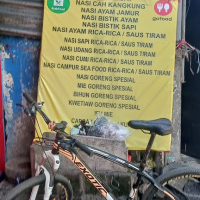 NASI CAH KANGKUNG
NASI AYAM JAMUR
NASI BISTIK AYAM
NASI BISTIK SAPI
NASI AYAM RICA-RICA / SAUS TIRAM
NASI SAPI RICA-RICA / SAUS TIRAM
NASI UDANG RICA-RICA / SAUS TIRAM
NASI CUMI RICA-RICA / SAUS TIRAM
NASI CAMPUR SEA FOOD RICA-RICA / SAUS TIRAM
NASI GORENG SPESIAL
MIE GORENG SPESIAL
BIHUN GORENG SPESIAL
KWETIAW GORENG SPESIAL
gofood
EXOTIC